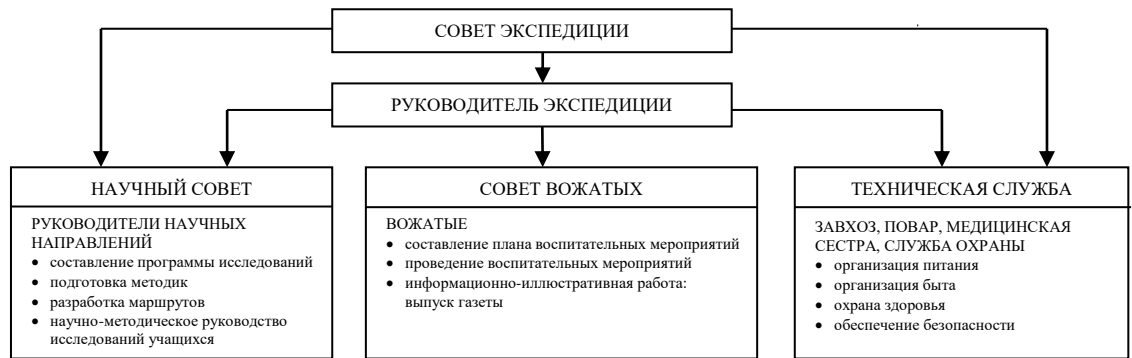 СОВЕТ ЭКСПЕДИЦИИ
РУКОВОДИТЕЛЬ ЭКСПЕДИЦИИ
НАУЧНЫЙ СОВЕТ
РУКОВОДИТЕЛИ НАУЧНЫХ
НАПРАВЛЕНИЙ
• составление программы исследований
• подготовка методик
• разработка маршрутов
• научно-методическое руководство
исследований учащихся
СОВЕТ ВОЖАТЫХ
ВОЖАТЫЕ
• составление плана воспитательных мероприятий
• проведение воспитательных мероприятий
• информационно-иллюстративная работа:
выпуск газеты
ТЕХНИЧЕСКАЯ СЛУЖБА
ЗАВХОЗ, ПОВАР, МЕДИЦИНСКАЯ
СЕСТРА, СЛУЖБА ОХРАНЫ
• организация питания
• организация быта
• охрана здоровья
• обеспечение безопасности